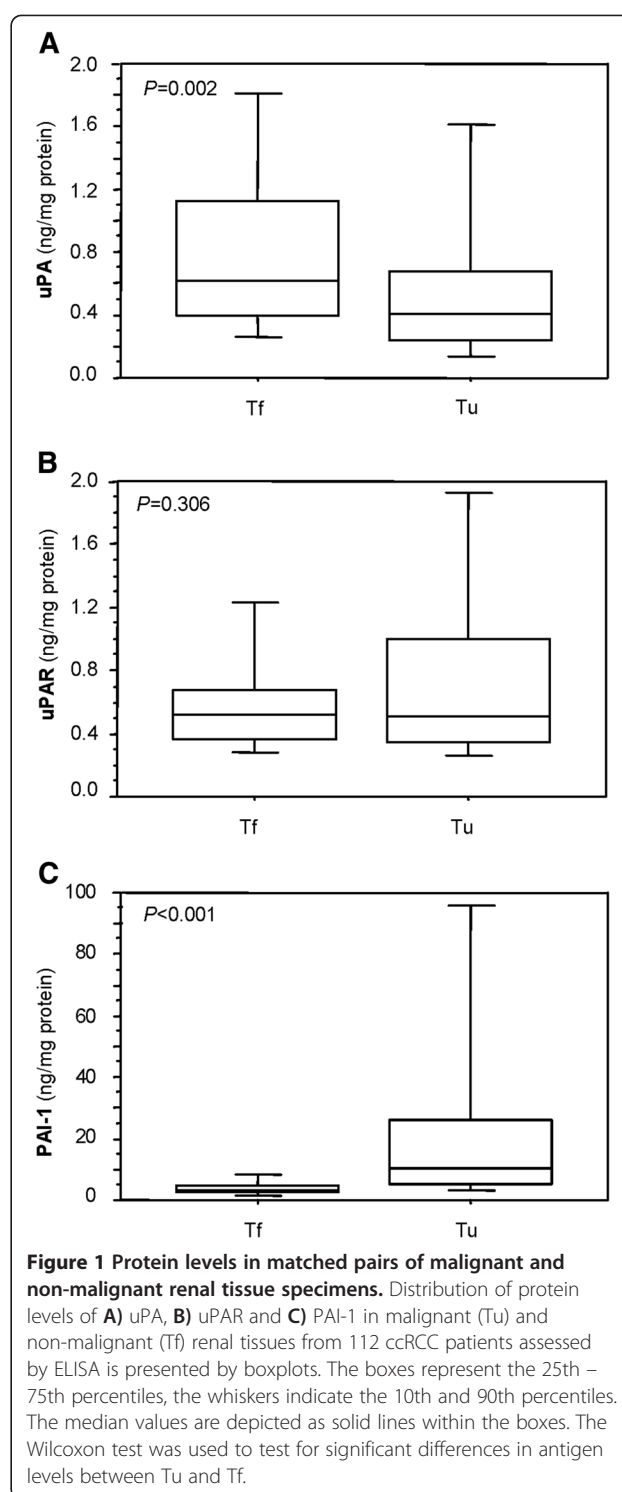 A
P=0.002
uPA (ng/mg protein)
2.0
1.6
1.2
0.8
0.4
0.0
Tf Tu
B
P=0.306
uPAR (ng/mg protein)
2.0
1.6
1.2
0.8
0.4
0.0
Tf Tu
C
P<0.001
PAI-1 (ng/mg protein)
100
80
60
40
20
0
Tf Tu
Figure 1 Protein levels in matched pairs of malignant and
non-malignant renal tissue specimens. Distribution of protein
levels of A) uPA, B) uPAR and C) PAI-1 in malignant (Tu) and
non-malignant (Tf) renal tissues from 112 ccRCC patients assessed
by ELISA is presented by boxplots. The boxes represent the 25th –
75th percentiles, the whiskers indicate the 10th and 90th percentiles.
The median values are depicted as solid lines within the boxes. The
Wilcoxon test was used to test for significant differences in antigen
levels between Tu and Tf.